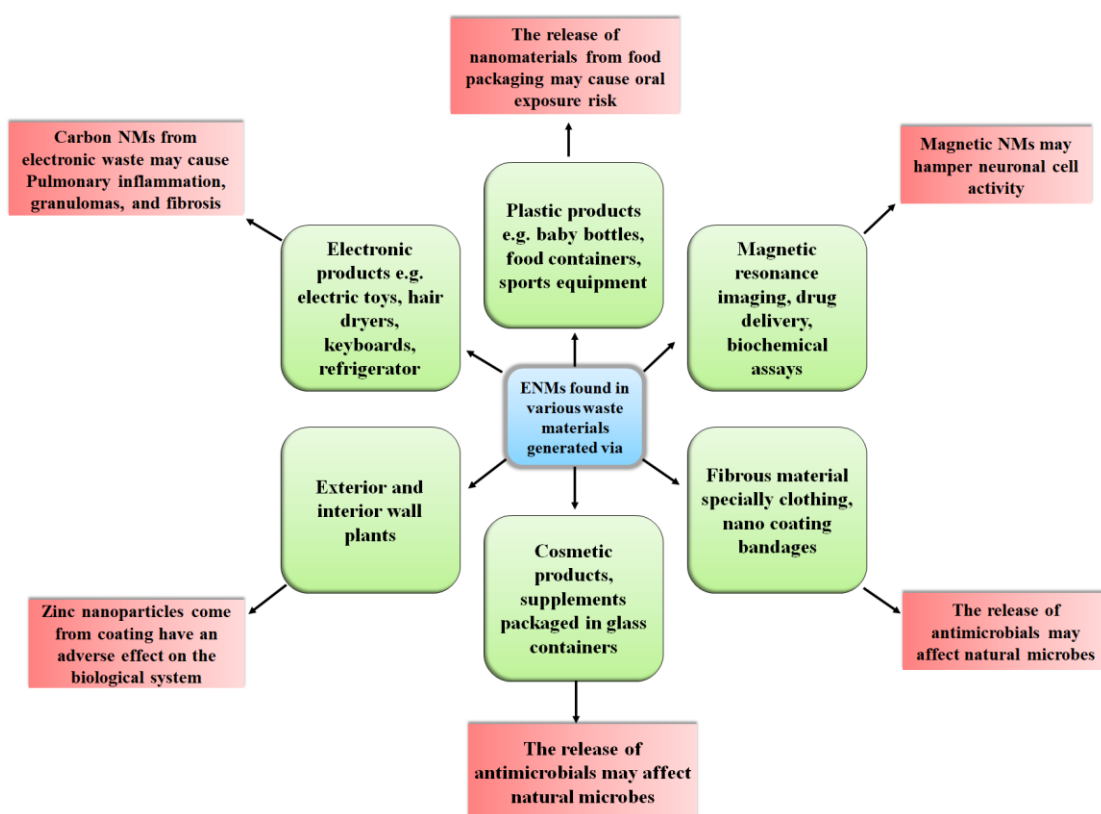 The release of
nanomaterials from food
packaging may cause oral
exposure risk
Carbon NMs from
electronic waste may cause
Pulmonary inflammation,
granulomas, and fibrosis
Magnetic NMs may
hamper neuronal cell
activity
Plastic products
e.g. baby bottles,
food containers,
sports equipment
Electronic
products e.g.
electric toys, hair
dryers,
keyboards,
refrigerator
Magnetic
resonance
imaging, drug
delivery,
biochemical
assays
ENMs found in
various waste
materials
generated via
Exterior and
interior wall
plants
Fibrous material
specially clothing,
nano coating
bandages
Cosmetic
products,
supplements
packaged in glass
containers
Zinc nanoparticles come
from coating have an
adverse effect on the
biological system
The release of
antimicrobials may
affect natural microbes
The release of
antimicrobials may affect
natural microbes